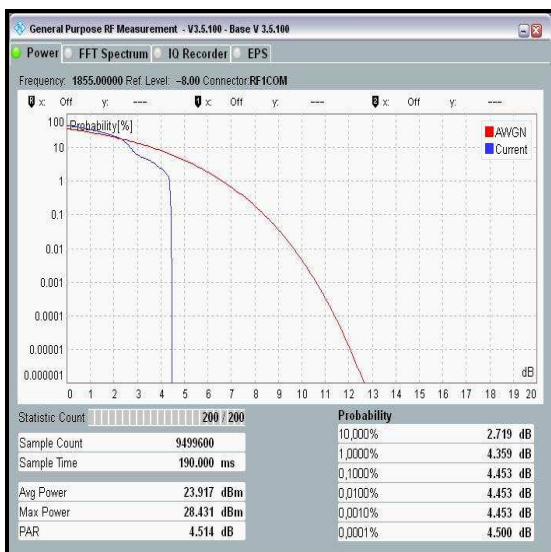 General Purpose RF Measurement - V3.5.100 - Base V 3.5.100
Power FFT Spectrum IQ Recorder EPS
Frequency: 1855.00000 Ref. Level: -8.00 Connector: RF1COM
x: Off y: --- 1 x: Off y: --- 2 x: Off y: ---
Probability[%]
AWGN
Current
100
10
1
0.1
0.01
0.001
0.0001
0.00001
0.000001
dB
0 1 2 3 4 5 6 7 8 9 10 11 12 13 14 15 16 17 18 19 20
Statistic Count 200 / 200
Sample Count 9499600
Sample Time 190.000 ms
Avg Power 23.917 dBm
Max Power 28.431 dBm
PAR 4.514 dB
Probability
10,000% 2.719 dB
1,0000% 4.359 dB
0,1000% 4.453 dB
0,0100% 4.453 dB
0,0010% 4.453 dB
0,0001% 4.500 dB